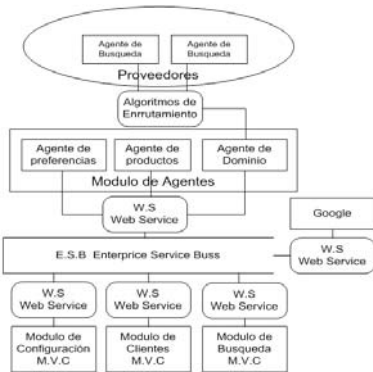 Agente de Agente de
Busqueda Busqueda
Proveedores
Algoritmos de
Enrrutamiento
Agente de Agente de Agente de
preferencias productos Dominio
Modulo de Agentes
W.S
Web Service
Google
E.S.B Enterprice Service Buss
W.S
Web Service
W.S W.S W.S
Web Service Web Service Web Service
Modulo de Modulo de Modulo de
Configuración Clientes Busqueda
M.V.C M.V.C M.V.C